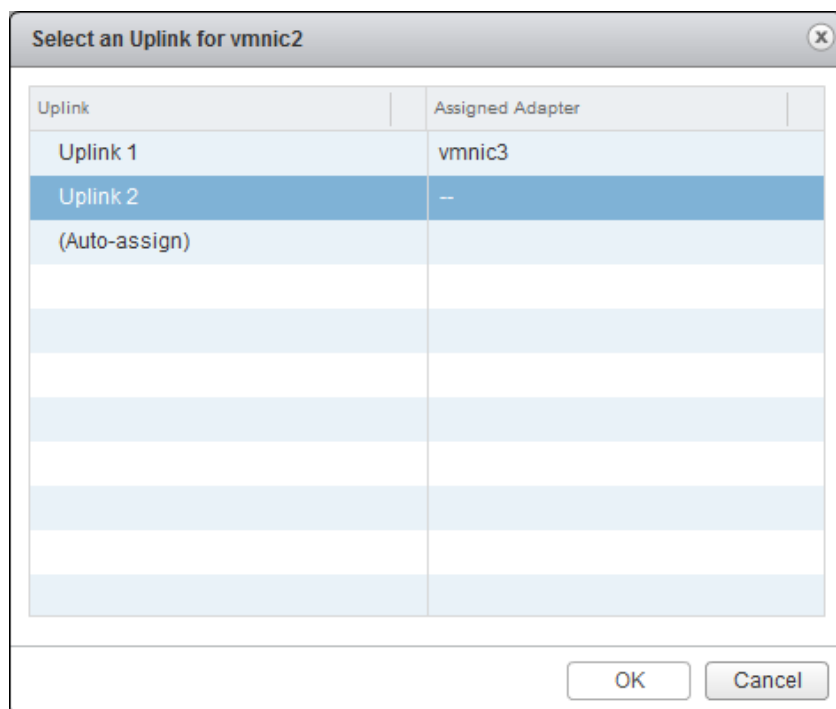 Select an Uplink for vmnic2
Uplink Assigned Adapter
Uplink 1 vmnic3
Uplink 2 --
(Auto-assign)
OK Cancel